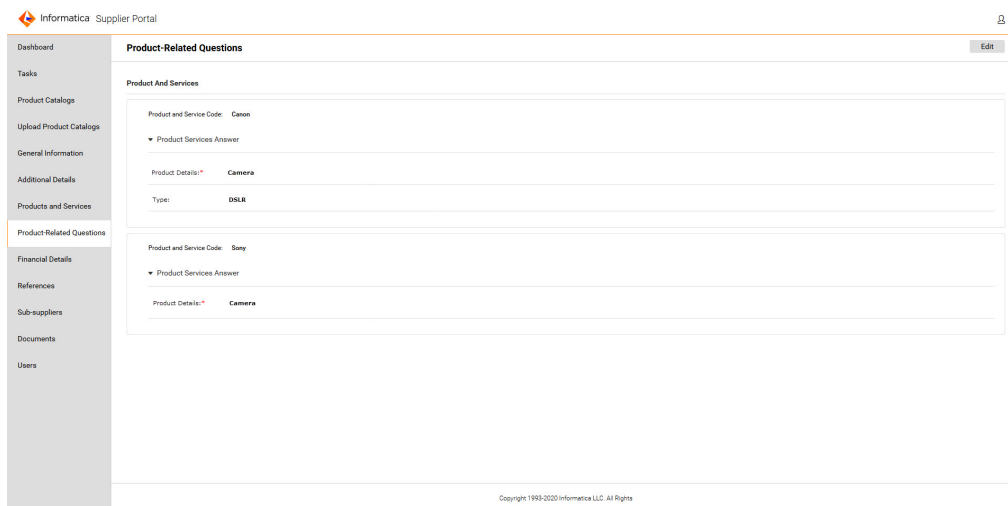 Informatica Supplier Portal
Dashboard
Tasks
Product Catalogs
Upload Product Catalogs
General Information
Additional Details
Products and Services
Product-Related Questions
Financial Details
References
Sub-suppliers
Documents
Users
Product-Related Questions
Edit
Product And Services
Product and Service Code: Canon
Product Services Answer
Product Details:* Camera
Type: DSLR
Product and Service Code: Sony
Product Services Answer
Product Details:* Camera
Copyright 1993-2020 Informatica LLC. All Rights